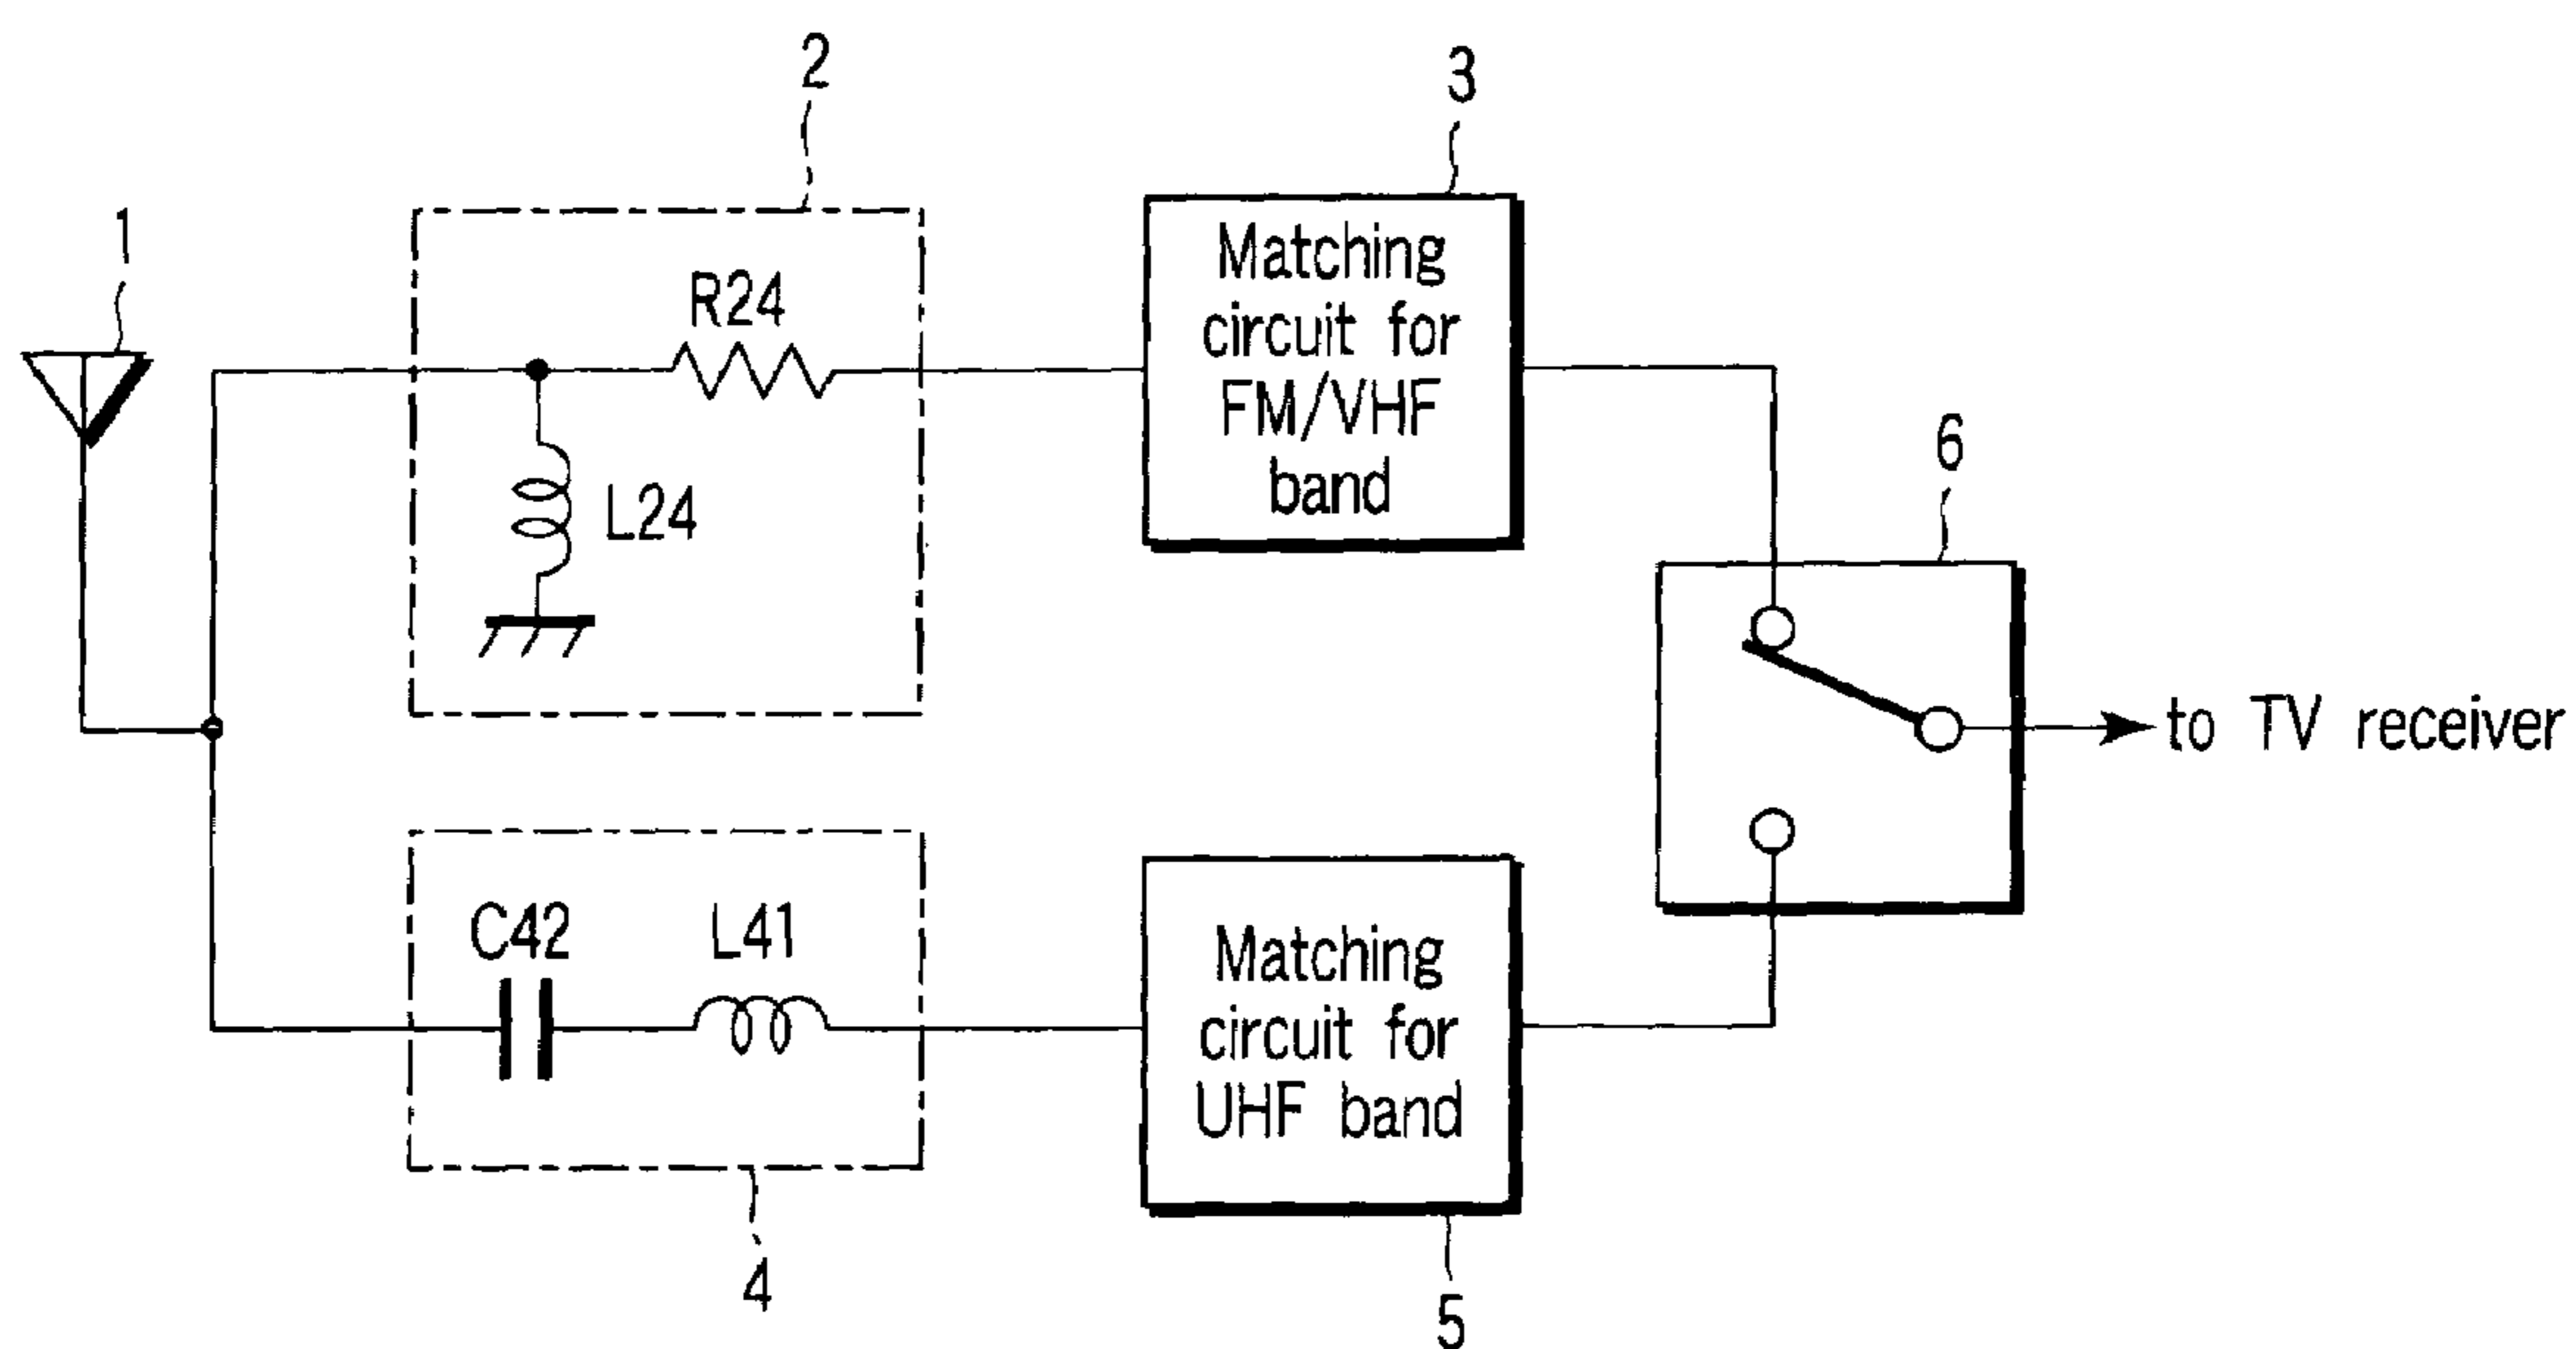 2
3
1
R24
Matching
circuit for
FM/VHF
band
L24
6
to TV receiver
C42
L41
Matching
circuit for
UHF band
4
5